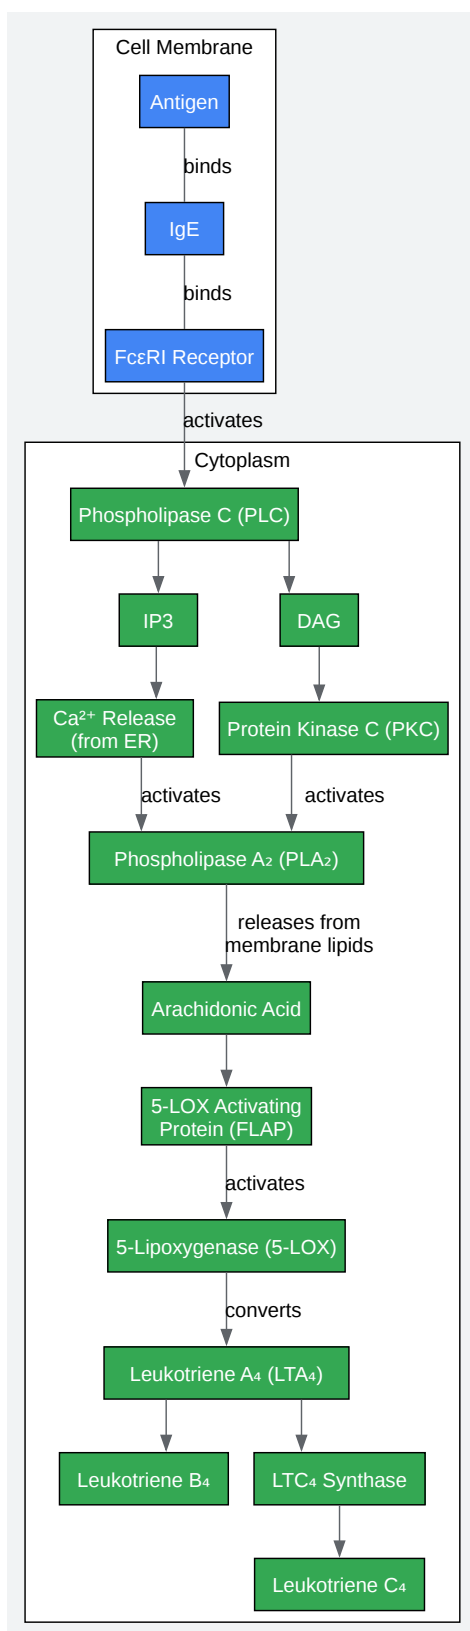 Cell Membrane
Antigen
binds
IgE
binds
FcεRI Receptor
activates
Cytoplasm
Phospholipase C (PLC)
IP3
DAG
Ca²⁺ Release
(from ER)
Protein Kinase C (PKC)
activates
activates
Phospholipase A₂ (PLA₂)
releases from
membrane lipids
Arachidonic Acid
5-LOX Activating
Protein (FLAP)
activates
5-Lipoxygenase (5-LOX)
converts
Leukotriene A₄ (LTA₄)
Leukotriene B₄
LTC₄ Synthase
Leukotriene C₄